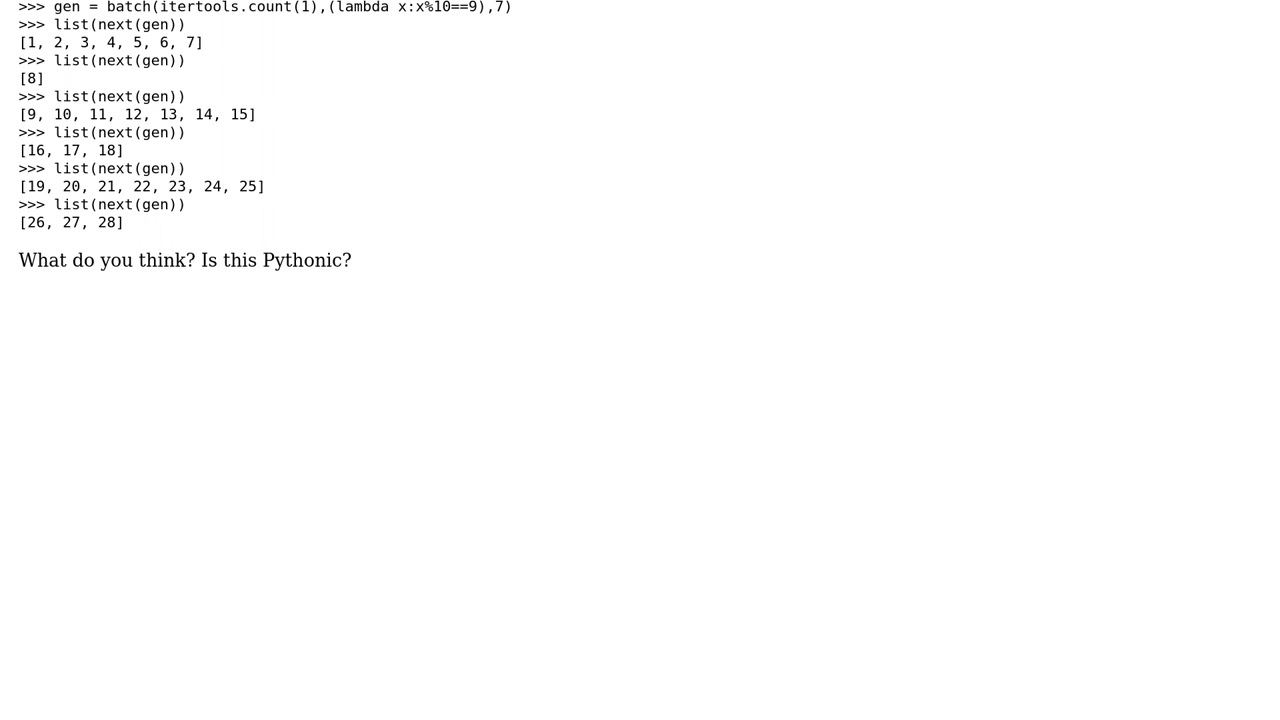 >>> gen = batch(itertools.count(1),(lambda x:x%10==9),7)
>>> list(next(gen))
[1, 2, 3, 4, 5, 6, 7]
>>> list(next(gen))
[8]
>>> list(next(gen))
[9, 10, 11, 12, 13, 14, 15]
>>> list(next(gen))
[16, 17, 18]
>>> list(next(gen))
[19, 20, 21, 22, 23, 24, 25]
>>> list(next(gen))
[26, 27, 28]
What do you think? Is this Pythonic?